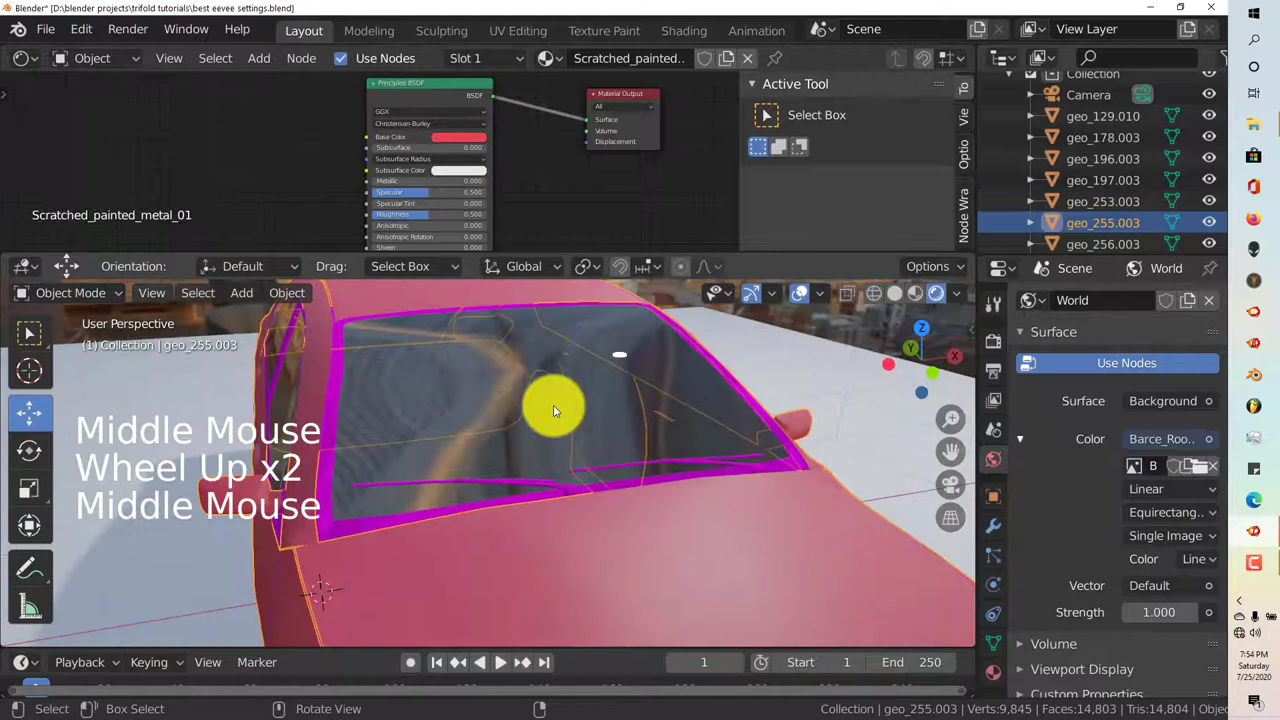 Blender* [D:\blender projects\trifold tutorials\best eevee settings.blend]
File Edit Render Window Help Layout Modeling Sculpting UV Editing Texture Paint Shading Animation Scene View Layer
Object View Select Add Node Use Nodes Slot 1 Scratched_painted..
Principled BSDF
BSDF
GGX
Christensen-Burley
Base Color
Subsurface 0.000
Subsurface Radius
Subsurface Color
Metallic 0.000
Specular 0.500
Specular Tint 0.000
Roughness 0.500
Anisotropic 0.000
Anisotropic Rotation 0.000
Sheen 0.000
Material Output
All
Surface
Volume
Displacement
Scratched_painted_metal_01
Active Tool
Select Box
To
Vie
Optio
Node Wra
Collection
Camera
geo_129.010
geo_178.003
geo_196.003
geo_197.003
geo_253.003
geo_255.003
geo_256.003
Orientation: Default Drag: Select Box Global Options
Object Mode View Select Add Object
User Perspective
(1) Collection | geo_255.003
Z
Y
X
Middle Mouse
Wheel Up x2
Middle Mouse
Scene World
World
Surface
Use Nodes
Surface Background
Color Barce_Roo..
B
Linear
Equirectang..
Single Image
Color Line
Vector Default
Strength 1.000
Volume
Viewport Display
Custom Properties
Playback Keying View Marker 1 Start 1 End 250
Select Box Select Rotate View Collection | geo_255.003 | Verts:9,845 | Faces:14,803 | Tris:14,804 | Obje
7:54 PM
Saturday
7/25/2020